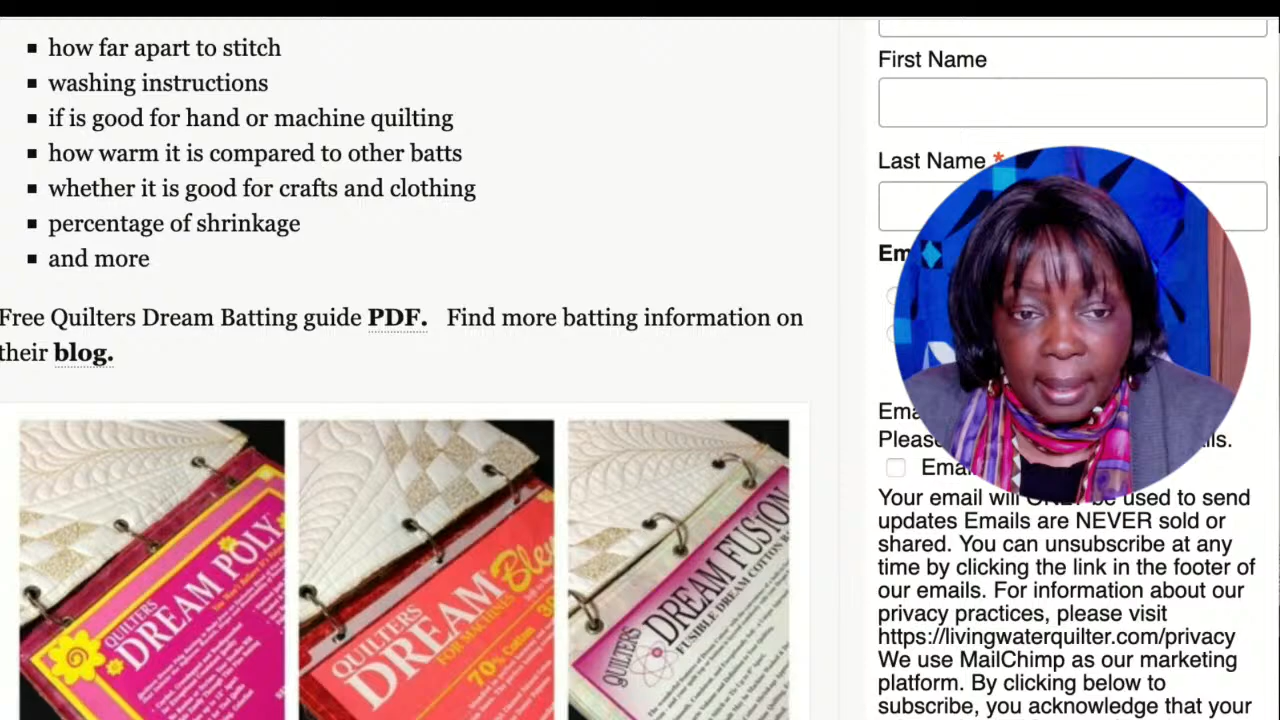 how far apart to stitch
washing instructions
if is good for hand or machine quilting
how warm it is compared to other batts
whether it is good for crafts and clothing
percentage of shrinkage
and more
Free Quilters Dream Batting guide PDF. Find more batting information on
their blog.
QUILTERS
DREAM POLY
QUILTERS
DREAM
FOR MACHINES
70%
QUILTERS
DREAM FUSION
FUSIBLE DREAM COTTON
First Name
Last Name *
Your email will be used to send
updates Emails are NEVER sold or
shared. You can unsubscribe at any
time by clicking the link in the footer of
our emails. For information about our
privacy practices, please visit
https://livingwaterquilter.com/privacy
We use MailChimp as our marketing
platform. By clicking below to
subscribe, you acknowledge that your